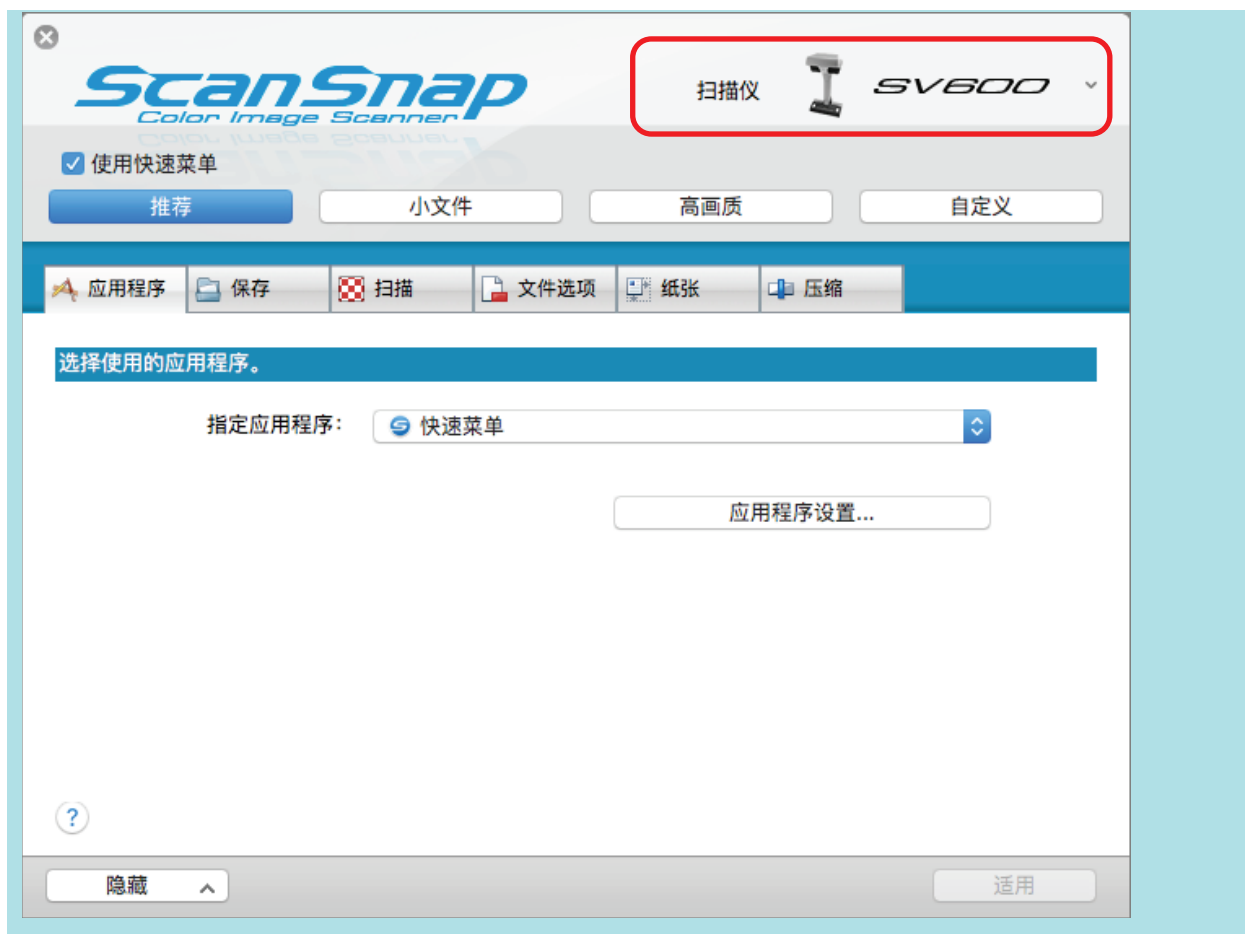 ScanSnap
Color Image Scanner
扫描仪 SV600
使用快速菜单
推荐 小文件 高画质 自定义
应用程序 保存 扫描 文件选项 纸张 压缩
选择使用的应用程序。
指定应用程序： 快速菜单
应用程序设置...
?
隐藏 适用